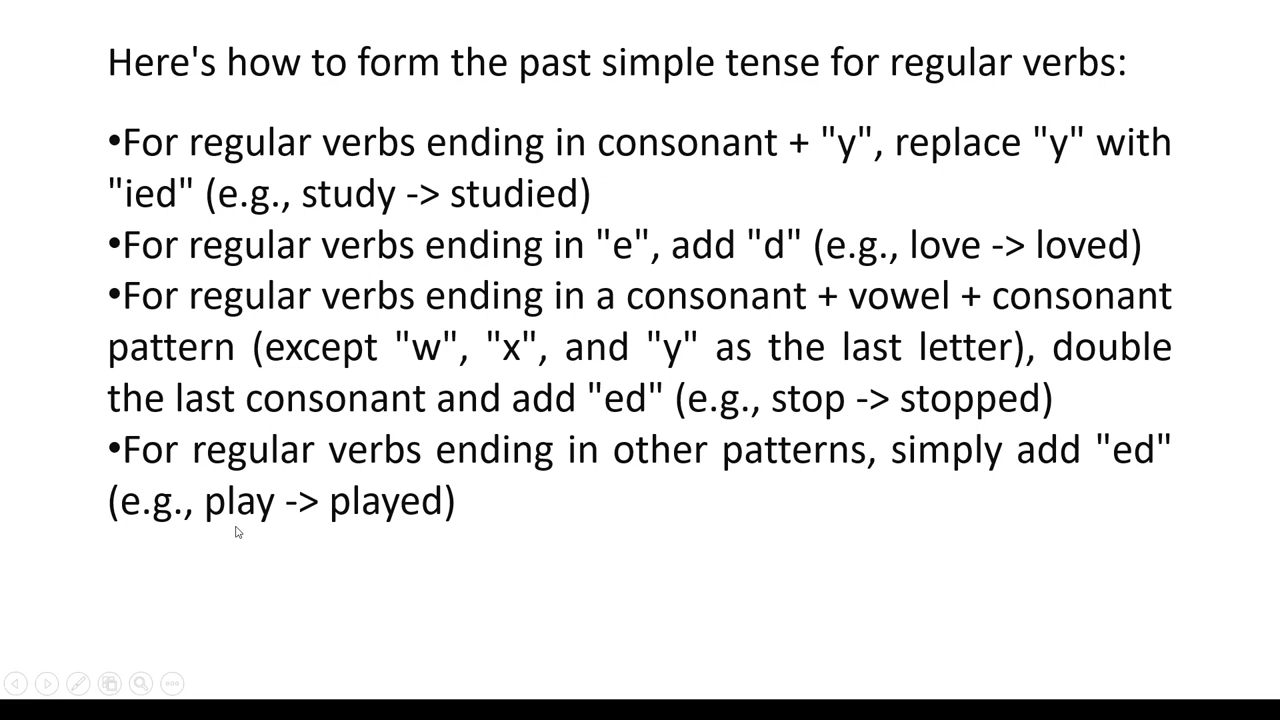 Here's how to form the past simple tense for regular verbs:
•For regular verbs ending in consonant + "y", replace "y" with
"ied" (e.g., study -> studied)
•For regular verbs ending in "e", add "d" (e.g., love -> loved)
•For regular verbs ending in a consonant + vowel + consonant
pattern (except "w", "x", and "y" as the last letter), double
the last consonant and add "ed" (e.g., stop -> stopped)
•For regular verbs ending in other patterns, simply add "ed"
(e.g., play -> played)